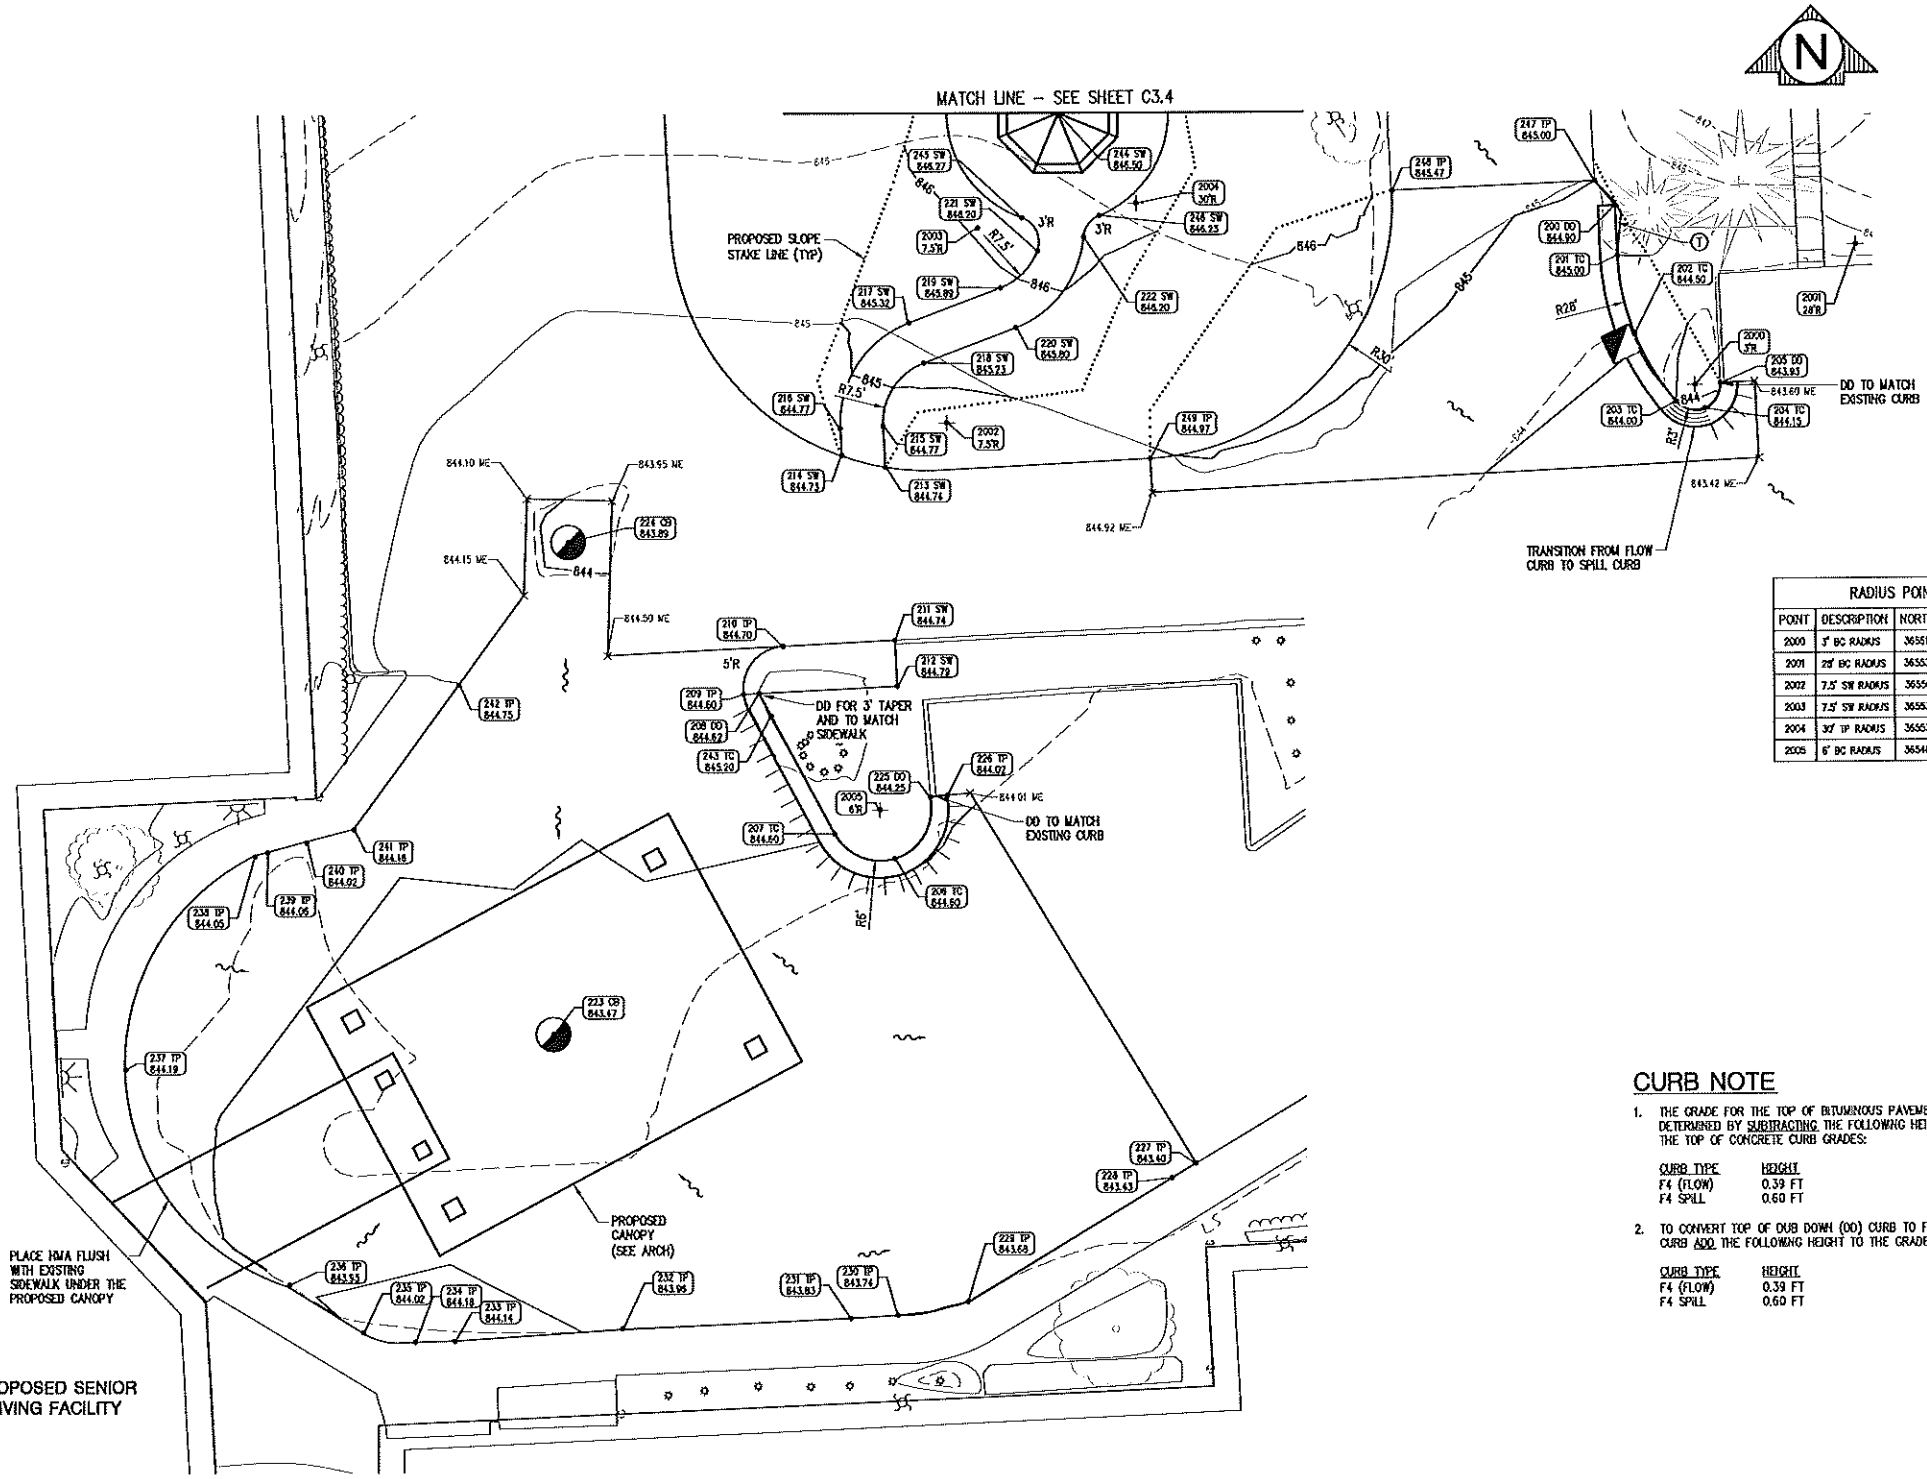 N
MATCH LINE - SEE SHEET C3.4
247 TP
845.00
847
245 SW
846.27
244 SW
846.50
248 TP
845.47
845
846
221 SW
846.20
2004
30'R
3'R
246 SW
846.23
3'R
2003
7.5'R
R7.5'
PROPOSED SLOPE
STAKE LINE (TYP)
846
845
200 DD
844.90
T
201 TC
845.00
202 TC
844.50
2001
28'R
219 SW
845.89
846
222 SW
846.20
217 SW
845.32
845
R28'
845
220 SW
845.80
R30'
2000
3'R
218 SW
845.23
205 DD
843.93
DD TO MATCH
EXISTING CURB
843.60 ME
845
R7.5'
216 SW
844.77
844
203 TC
844.00
204 TC
844.15
2002
7.5'R
249 TP
844.97
215 SW
844.77
844
R3'
844.10 ME
843.95 ME
214 SW
844.73
213 SW
844.74
843.42 ME
844.92 ME
224 CB
843.89
TRANSITION FROM FLOW
CURB TO SPILL CURB
844.15 ME
844
RADIUS POIN
POINT DESCRIPTION NORT
2000 3' BC RADIUS
2001 28' BC RADIUS
2002 7.5' SW RADIUS
2003 7.5' SW RADIUS
2004 30' TP RADIUS
2005 6' BC RADIUS
844.50 ME
210 TP
844.70
211 SW
844.74
5'R
212 SW
844.79
209 TP
844.60
DD FOR 3' TAPER
AND TO MATCH
SIDEWALK
242 TP
844.75
208 DD
844.62
243 TC
845.20
226 TP
844.02
225 DD
844.25
2005
6'R
844.01 ME
207 TC
844.60
DD TO MATCH
EXISTING CURB
241 TP
844.16
240 TP
844.02
206 TC
844.60
239 TP
844.06
238 TP
844.05
R6'
223 CB
843.47
237 TP
844.19
CURB NOTE
1. THE GRADE FOR THE TOP OF BITUMINOUS PAVEME
DETERMINED BY SUBTRACTING THE FOLLOWING HEI
THE TOP OF CONCRETE CURB GRADES:
CURB TYPE HEIGHT
F4 (FLOW) 0.39 FT
F4 SPILL 0.60 FT
2. TO CONVERT TOP OF DUB DOWN (DD) CURB TO F
CURB ADD THE FOLLOWING HEIGHT TO THE GRADE
CURB TYPE HEIGHT
F4 (FLOW) 0.39 FT
F4 SPILL 0.60 FT
227 TP
843.40
228 TP
843.43
PROPOSED
CANOPY
(SEE ARCH)
LS
229 TP
843.68
PLACE HMA FLUSH
WITH EXISTING
SIDEWALK UNDER THE
PROPOSED CANOPY
236 TP
843.93
235 TP
844.02
234 TP
844.18
233 TP
844.14
232 TP
843.96
231 TP
843.83
230 TP
843.74
OPOSED SENIOR
IVING FACILITY